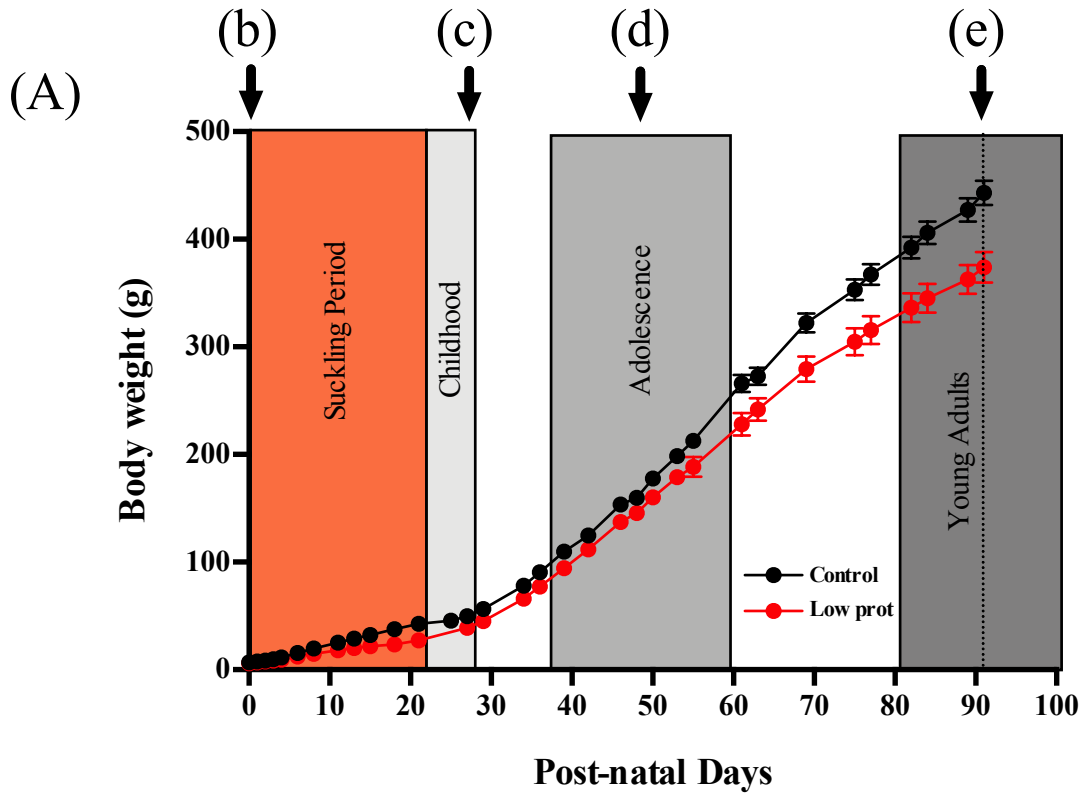 (b) (c) (d) (e)
(A)
500
400
300
200
100
0
Body weight (g)
Suckling Period
Childhood
Adolescence
Young Adults
Control
Low prot
0 10 20 30 40 50 60 70 80 90 100
Post-natal Days